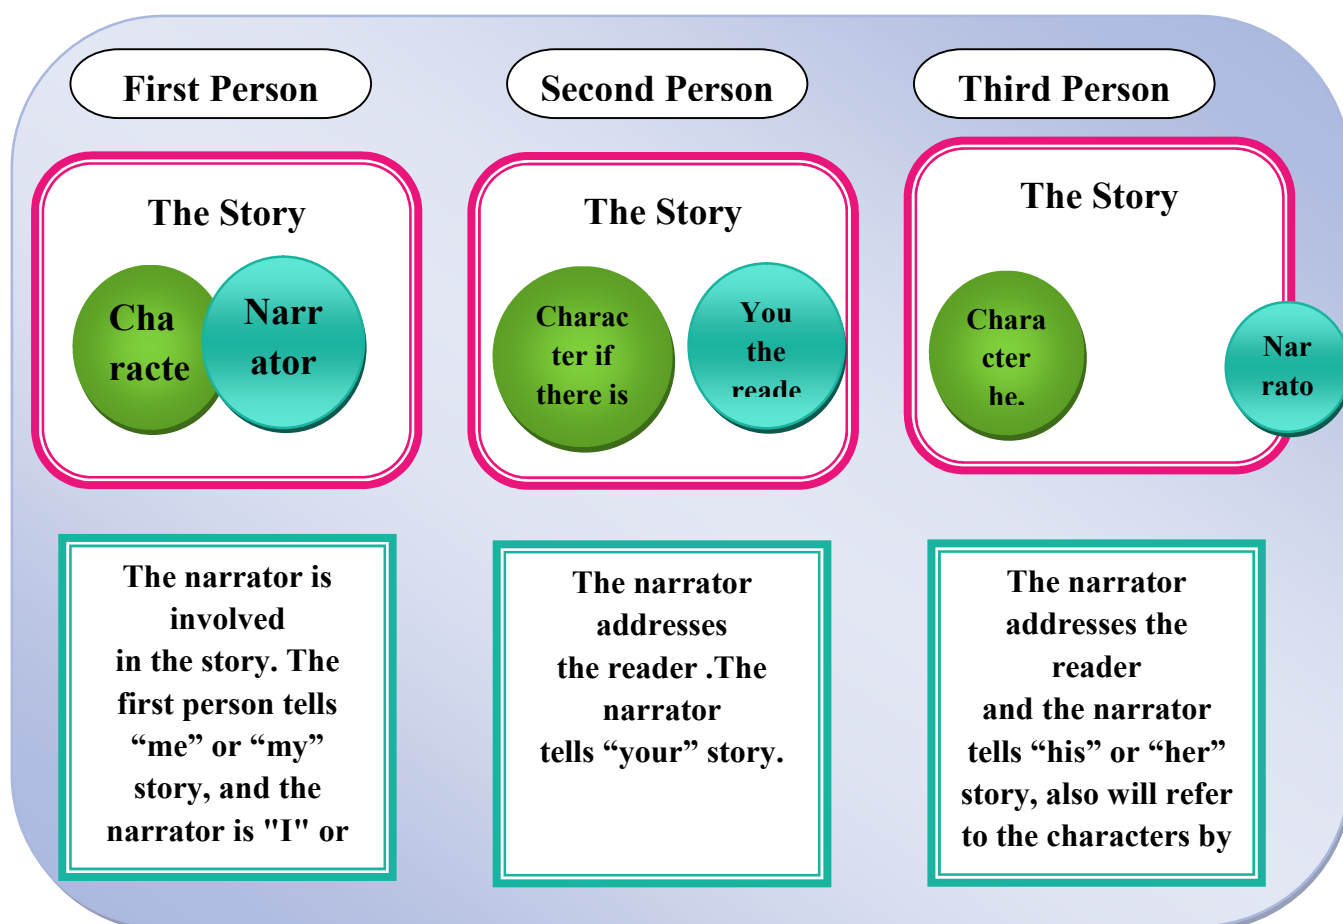 First Person
The Story
Cha
racte
Narr
ator
The narrator is
involved
in the story. The
first person tells
“me” or “my”
story, and the
narrator is "I" or
Second Person
The Story
Charac
ter if
there is
You
the
reade
The narrator
addresses
the reader .The
narrator
tells “your” story.
Third Person
The Story
Chara
cter
he,
Nar
rato
The narrator
addresses the
reader
and the narrator
tells “his” or “her”
story, also will refer
to the characters by